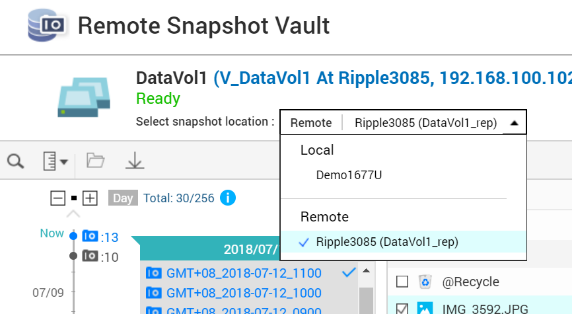 Remote Snapshot Vault
DataVol1 (V_DataVol1 At Ripple3085, 192.168.100.102
Ready
Select snapshot location : Remote Ripple3085 (DataVol1_rep)
Local
Demo1677U
Remote
Ripple3085 (DataVol1_rep)
Day Total: 30/256
Now :13
:10
07/09
2018/07/
GMT+08_2018-07-12_1100
GMT+08_2018-07-12_1000
GMT+08_2018-07-12_0900
@Recycle
IMG_3592.JPG